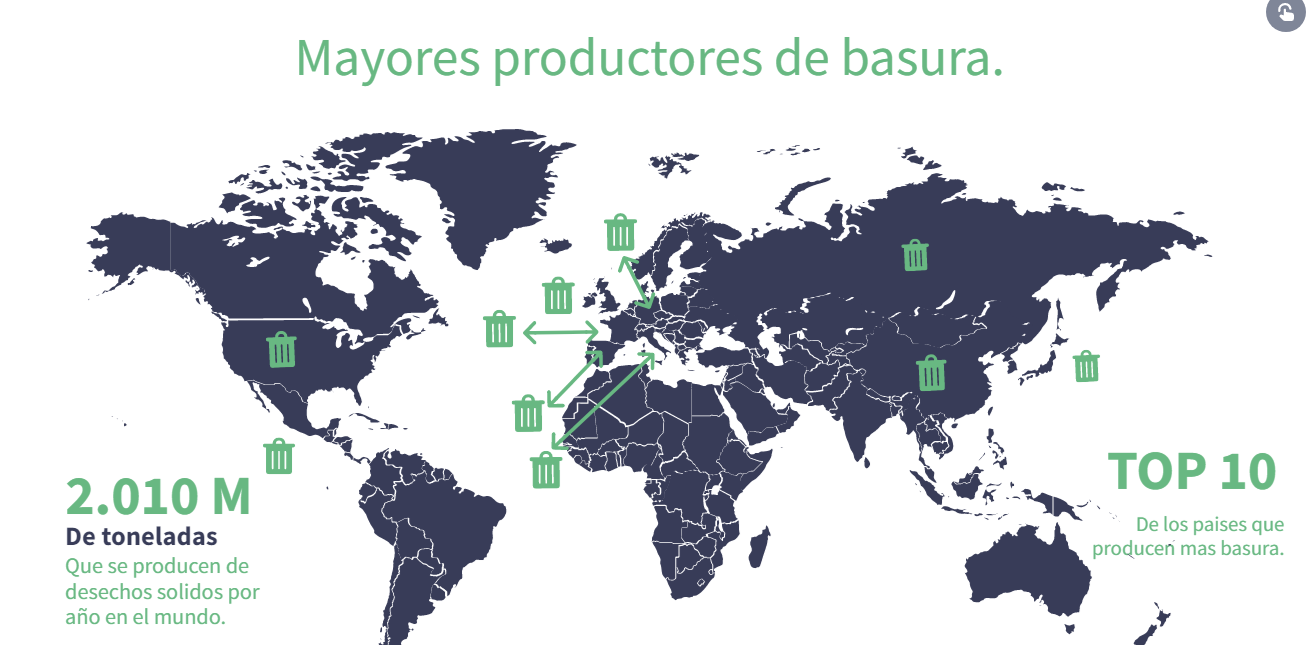 Mayores productores de basura.
2.010 M
De toneladas
Que se producen de
desechos solidos por
año en el mundo.
TOP 10
De los paises que
producen mas basura.